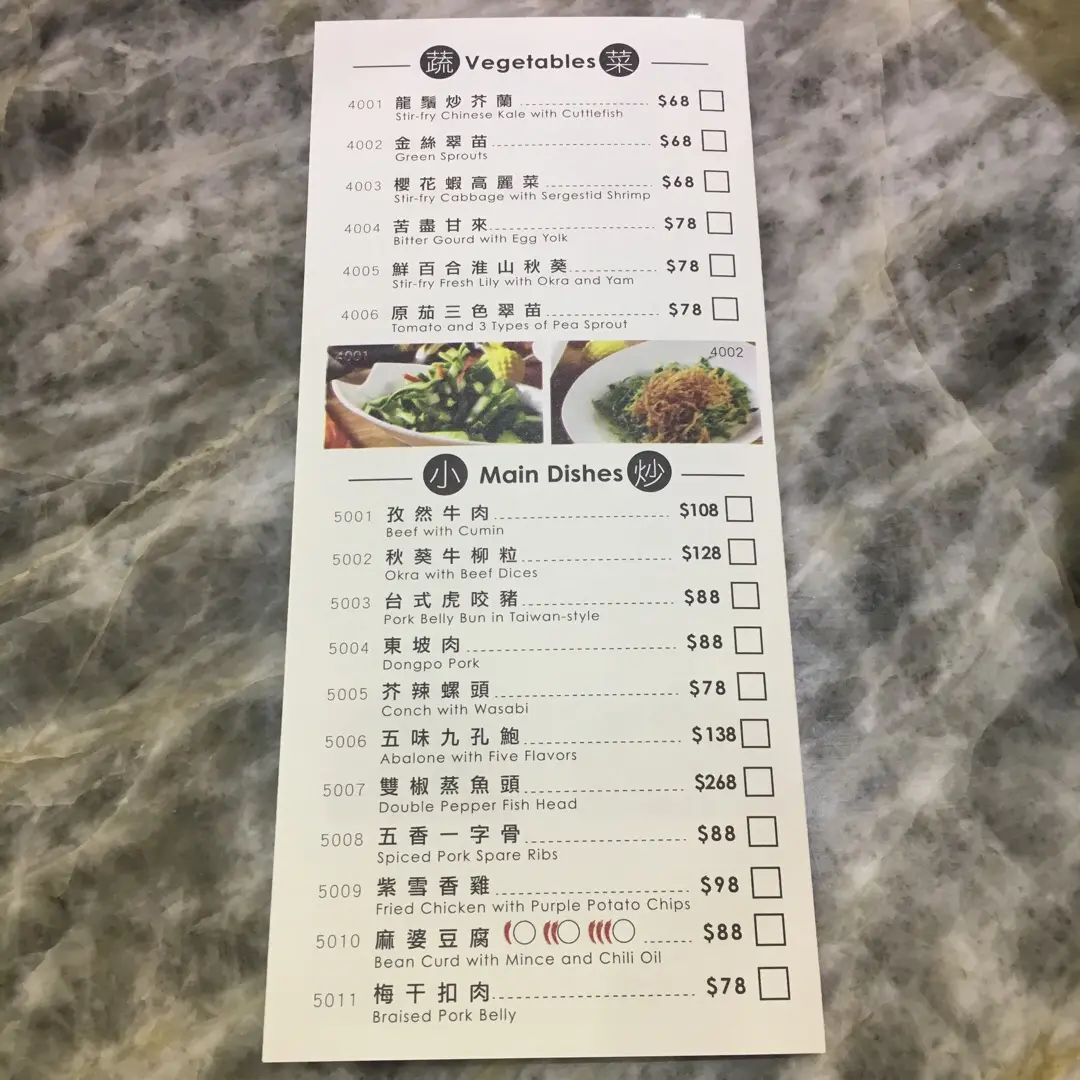 蔬 Vegetables 菜
4001 龍鬚炒芥蘭 $68
Stir-fry Chinese Kale with Cuttlefish
4002 金絲翠苗 $68
Green Sprouts
4003 櫻花蝦高麗菜 $68
Stir-fry Cabbage with Sergestid Shrimp
4004 苦盡甘來 $78
Bitter Gourd with Egg Yolk
4005 鮮百合淮山秋葵 $78
Stir-fry Fresh Lily with Okra and Yam
4006 原茄三色翠苗 $78
Tomato and 3 Types of Pea Sprout
4001 4002
小 Main Dishes 炒
5001 孜然牛肉 $108
Beef with Cumin
5002 秋葵牛柳粒 $128
Okra with Beef Dices
5003 台式虎咬豬 $88
Pork Belly Bun in Taiwan-style
5004 東坡肉 $88
Dongpo Pork
5005 芥辣螺頭 $78
Conch with Wasabi
5006 五味九孔鮑 $138
Abalone with Five Flavors
5007 雙椒蒸魚頭 $268
Double Pepper Fish Head
5008 五香一字骨 $88
Spiced Pork Spare Ribs
5009 紫雪香雞 $98
Fried Chicken with Purple Potato Chips
5010 麻婆豆腐 $88
Bean Curd with Mince and Chili Oil
5011 梅干扣肉 $78
Braised Pork Belly